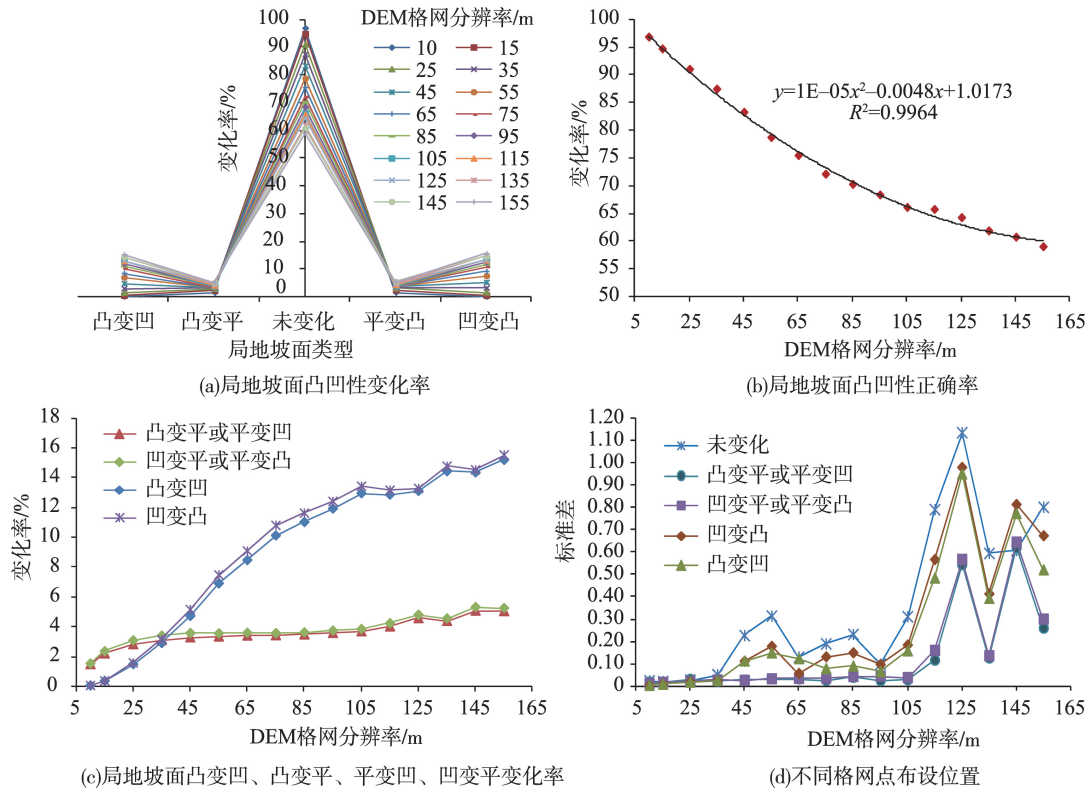 DEM格网分辨率/m
10 15
25 35
45 55
65 75
85 95
105 115
125 135
145 155
变化率/%
100
90
80
70
60
50
40
30
20
10
0
凸变凹 凸变平 未变化 平变凸 凹变凸
局地坡面类型
(a)局地坡面凸凹性变化率
变化率/%
100
95
90
85
80
75
70
65
60
55
50
y=1E–05x²–0.0048x+1.0173
R²=0.9964
5 25 45 65 85 105 125 145 165
DEM格网分辨率/m
(b)局地坡面凸凹性正确率
变化率/%
18
16
14
12
10
8
6
4
2
0
凸变平或平变凹
凹变平或平变凸
凸变凹
凹变凸
5 25 45 65 85 105 125 145 165
DEM格网分辨率/m
(c)局地坡面凸变凹、凸变平、平变凹、凹变平变化率
标准差
1.20
1.10
1.00
0.90
0.80
0.70
0.60
0.50
0.40
0.30
0.20
0.10
0
未变化
凸变平或平变凹
凹变平或平变凸
凹变凸
凸变凹
5 25 45 65 85 105 125 145 165
DEM格网分辨率/m
(d)不同格网点布设位置